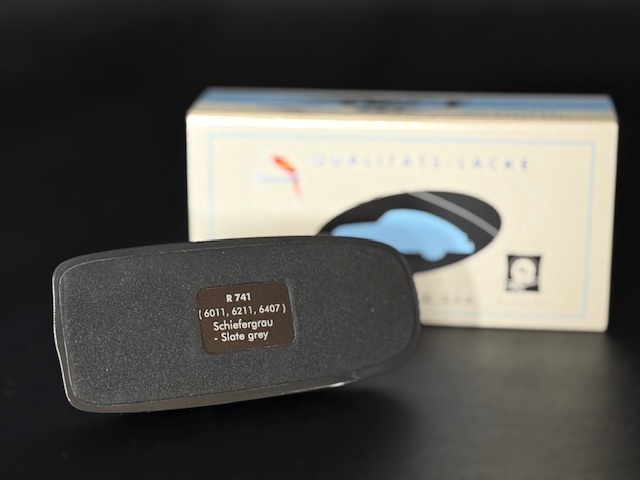 QUALITÄTS-LACKE
R 741
( 6011, 6211, 6407 )
Schiefergrau
- Slate grey